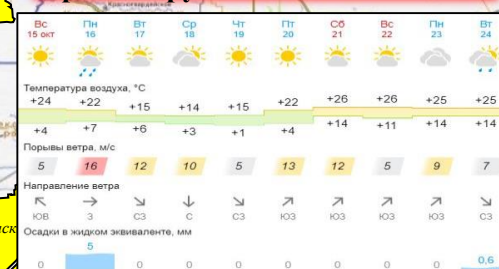 Вс Пн Вт Ср Чт Пт Сб Вс Пн Вт
15 окт 16 17 18 19 20 21 22 23 24
Температура воздуха, °C
+24 +22 +15 +14 +15 +22 +26 +26 +25 +25
+4 +7 +6 +3 +1 +4 +14 +11 +14 +14
Порывы ветра, м/с
5 16 12 10 5 13 12 5 9 7
Направление ветра
ЮВ З СЗ С СЗ ЮЗ ЮЗ ЮЗ ЮЗ ЮЗ
Осадки в жидком эквиваленте, мм
0 5 0 0 0 0 0 0 0 0,6